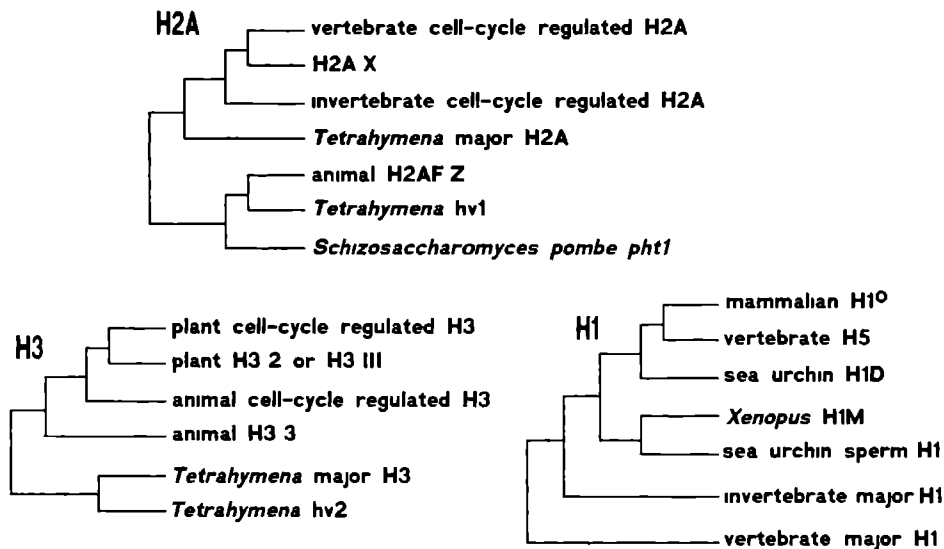 H2A
vertebrate cell-cycle regulated H2A
H2A X
invertebrate cell-cycle regulated H2A
Tetrahymena major H2A
animal H2AF Z
Tetrahymena hv1
Schizosaccharomyces pombe pht1
H3
plant cell-cycle regulated H3
plant H3 2 or H3 III
animal cell-cycle regulated H3
animal H3 3
Tetrahymena major H3
Tetrahymena hv2
H1
mammalian H1º
vertebrate H5
sea urchin H1D
Xenopus H1M
sea urchin sperm H1
invertebrate major H1
vertebrate major H1